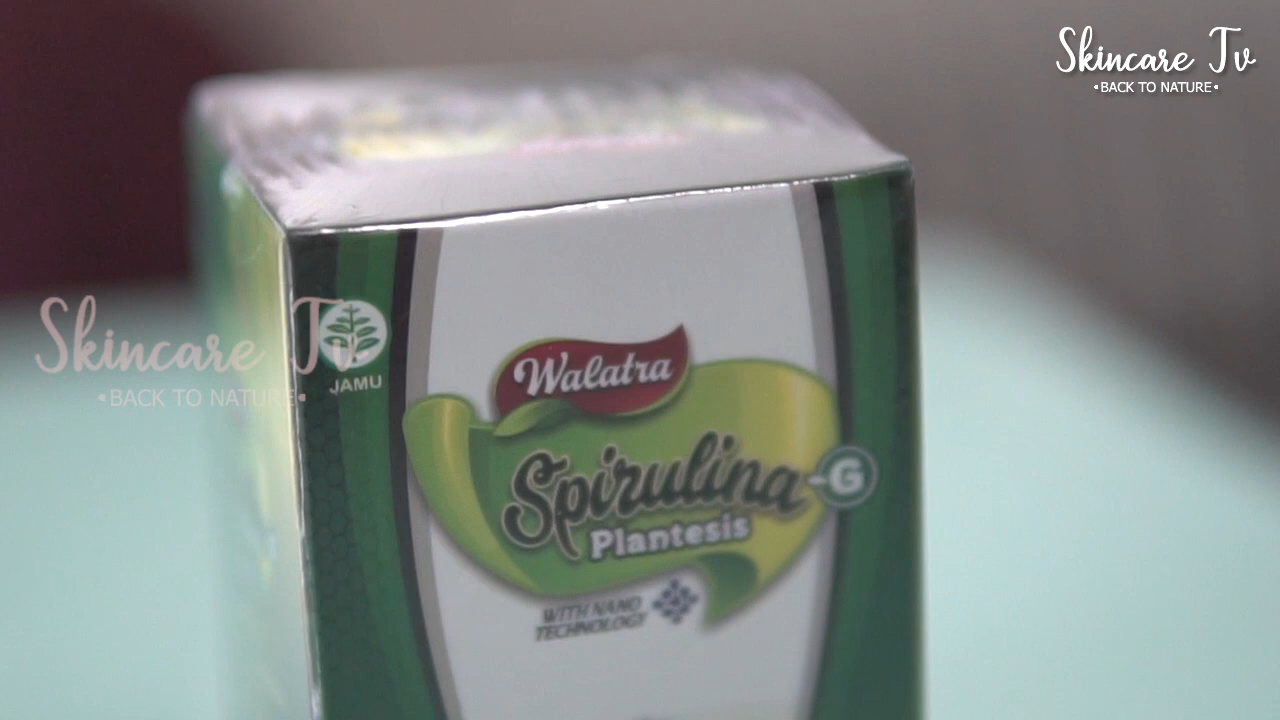 Skincare Tv
•BACK TO NATURE•
Skincare Tv
•BACK TO NATURE•
JAMU
Walatra
Spirulina-G
Plantesis
WITH NANO
TECHNOLOGY